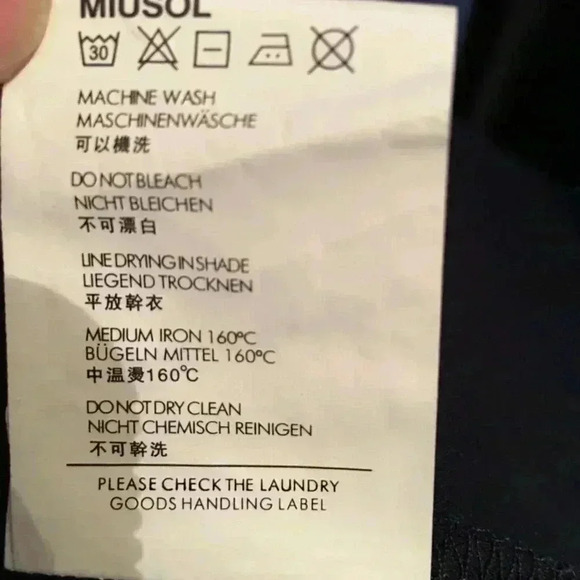 MIUSOL
30
MACHINE WASH
MASCHINENWÄSCHE
可以機洗
DO NOT BLEACH
NICHT BLEICHEN
不可漂白
LINE DRYING IN SHADE
LIEGEND TROCKNEN
平放幹衣
MEDIUM IRON 160ºC
BÜGELN MITTEL 160ºC
中溫燙160℃
DO NOT DRY CLEAN
NICHT CHEMISCH REINIGEN
不可幹洗
PLEASE CHECK THE LAUNDRY
GOODS HANDLING LABEL